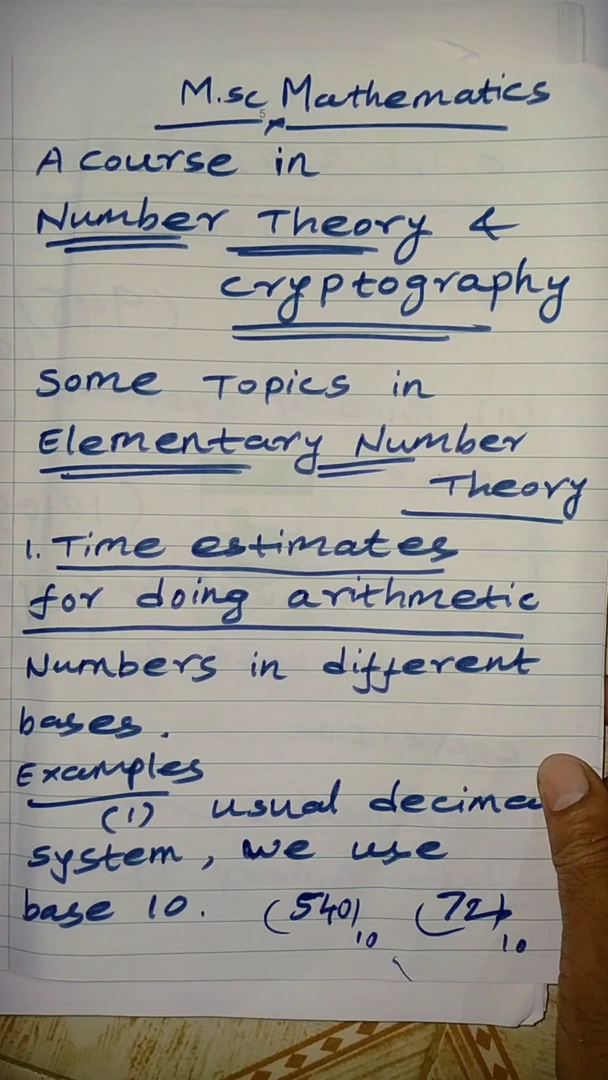 M.sc Mathematics
A course in
Number Theory &
cryptography
Some Topics in
Elementary Number
Theory
1. Time estimates
for doing arithmetic
Numbers in different
bases.
Examples
(1) usual decima
system, we use
base 10. (540)10 (72)10